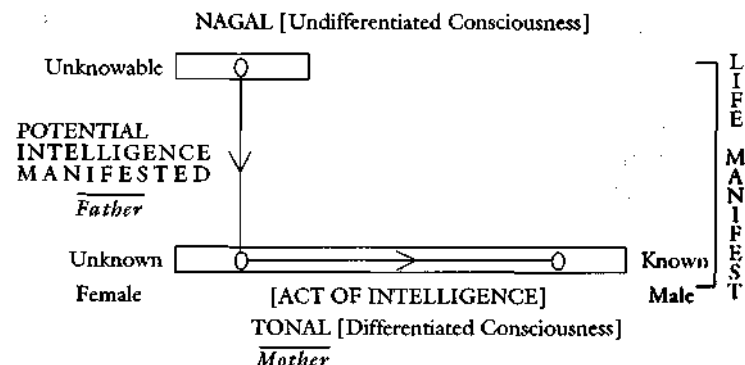 NAGAL [Undifferentiated Consciousness]
Unknowable
POTENTIAL
INTELLIGENCE
MANIFESTED
Father
Unknown
Known
Female
[ACT OF INTELLIGENCE]
Male
TONAL [Differentiated Consciousness]
Mother
LIFE MANIFEST